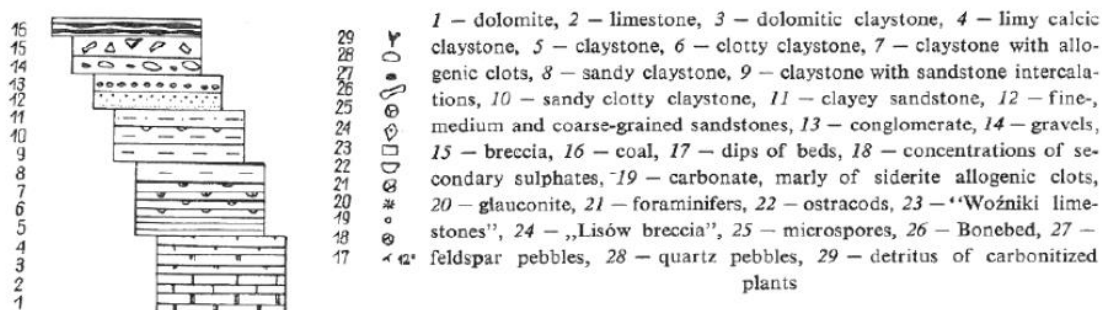 16
15
14
13
12
11
10
9
8
7
6
5
4
3
2
1
29
28
27
26
25
24
23
22
21
20
19
18
17 12°
1 — dolomite, 2 — limestone, 3 — dolomitic claystone, 4 — limy calcic
claystone, 5 — claystone, 6 — clotty claystone, 7 — claystone with allo-
genic clots, 8 — sandy claystone, 9 — claystone with sandstone intercala-
tions, 10 — sandy clotty claystone, 11 — clayey sandstone, 12 — fine-,
medium and coarse-grained sandstones, 13 — conglomerate, 14 — gravels,
15 — breccia, 16 — coal, 17 — dips of beds, 18 — concentrations of se-
condary sulphates, 19 — carbonate, marly of siderite allogenic clots,
20 — glauconite, 21 — foraminifers, 22 — ostracods, 23 — “Woźniki lime-
stones”, 24 — „Lisów breccia”, 25 — microspores, 26 — Bonebed, 27 —
feldspar pebbles, 28 — quartz pebbles, 29 — detritus of carbonitized
plants